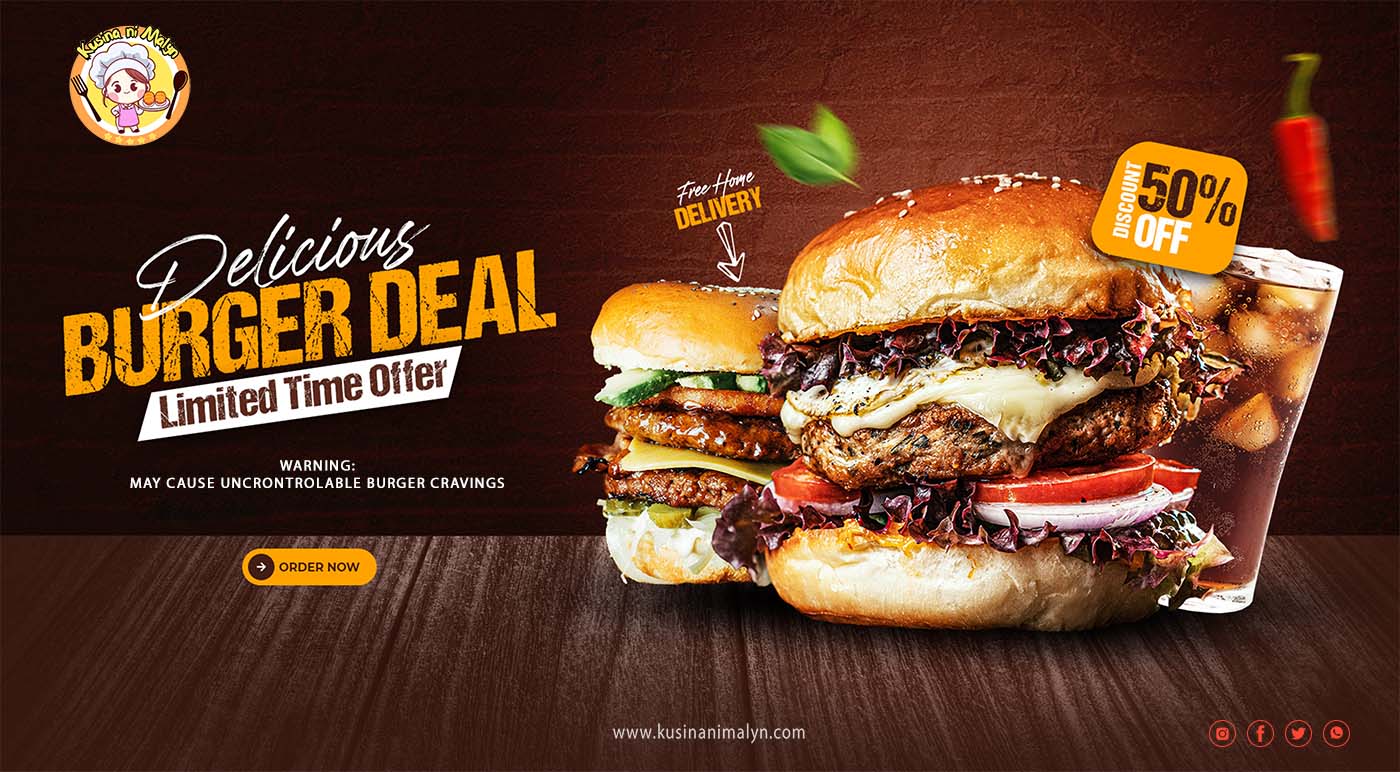 Kusina ni Malyn
Free Home
DELIVERY
DISCOUNT
50%
OFF
Delicious
BURGER DEAL
Limited Time Offer
WARNING:
MAY CAUSE UNCRONTROLABLE BURGER CRAVINGS
ORDER NOW
www.kusinanimalyn.com